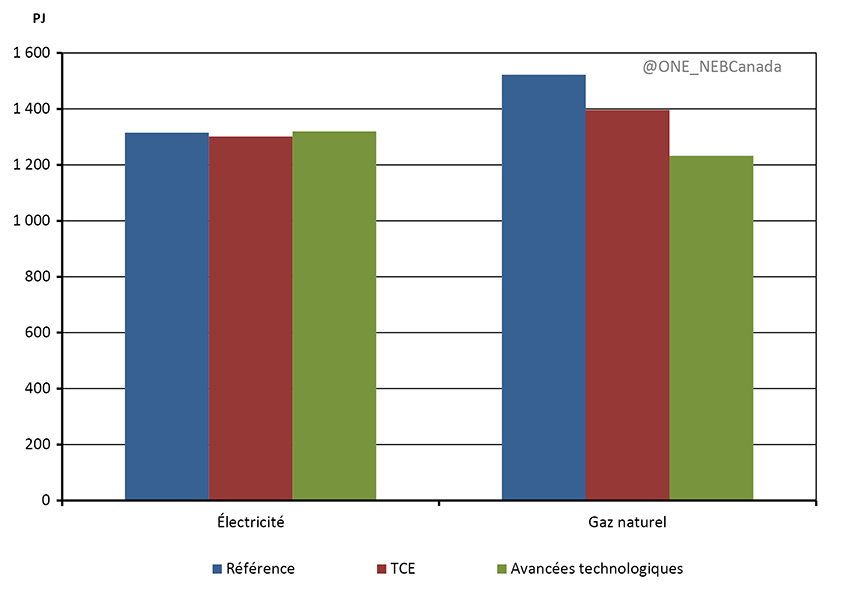 PJ
1 600
@ONE_NEBCanada
1 400
1 200
1 000
800
600
400
200
0
Électricité
Gaz naturel
Référence
TCE
Avancées technologiques